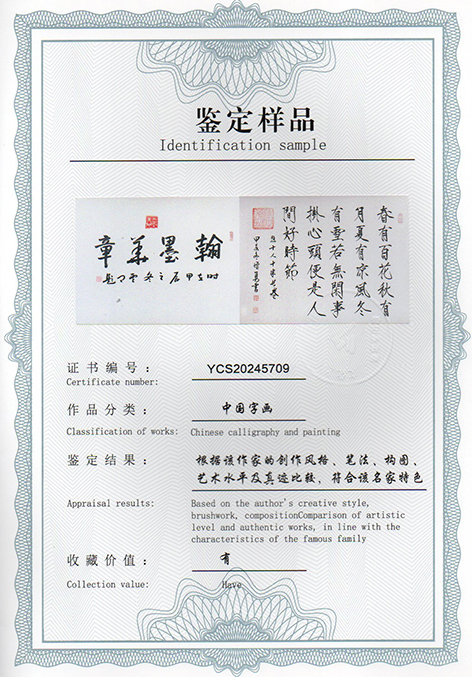 鉴定样品
Identification sample
翰墨華章
春有百花秋有
月夏有凉風冬
有雪若無閑事
掛心頭便是人
間好時節
证书编号：
YCS20245709
Certificate number:
作品分类：
中国字画
Classification of works:
Chinese calligraphy and painting
鉴定结果：
根据该作家的创作风格、笔法、构图、
艺术水平及真迹比较，符合该名家特色
Appraisal results:
Based on the author's creative style,
brushwork, compositionComparison of artistic
level and authentic works, in line with the
characteristics of the famous family
收藏价值：
有
Collection value:
Have